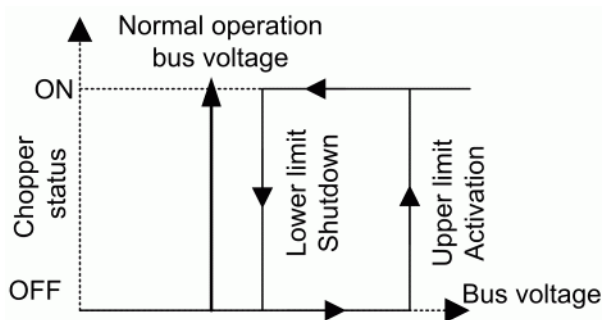 Normal operation
bus voltage
ON
Chopper
status
Lower limit
Shutdown
Upper limit
Activation
OFF
Bus voltage